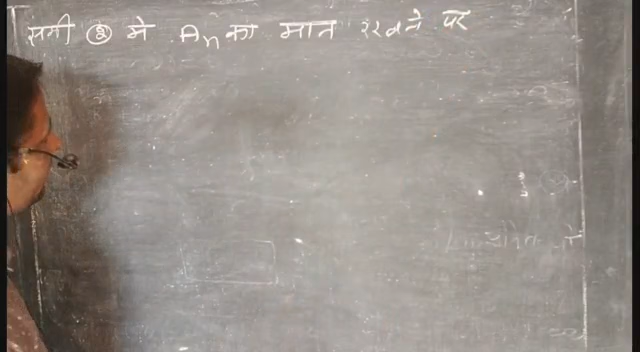 समी ② मे An का मान रखने पर